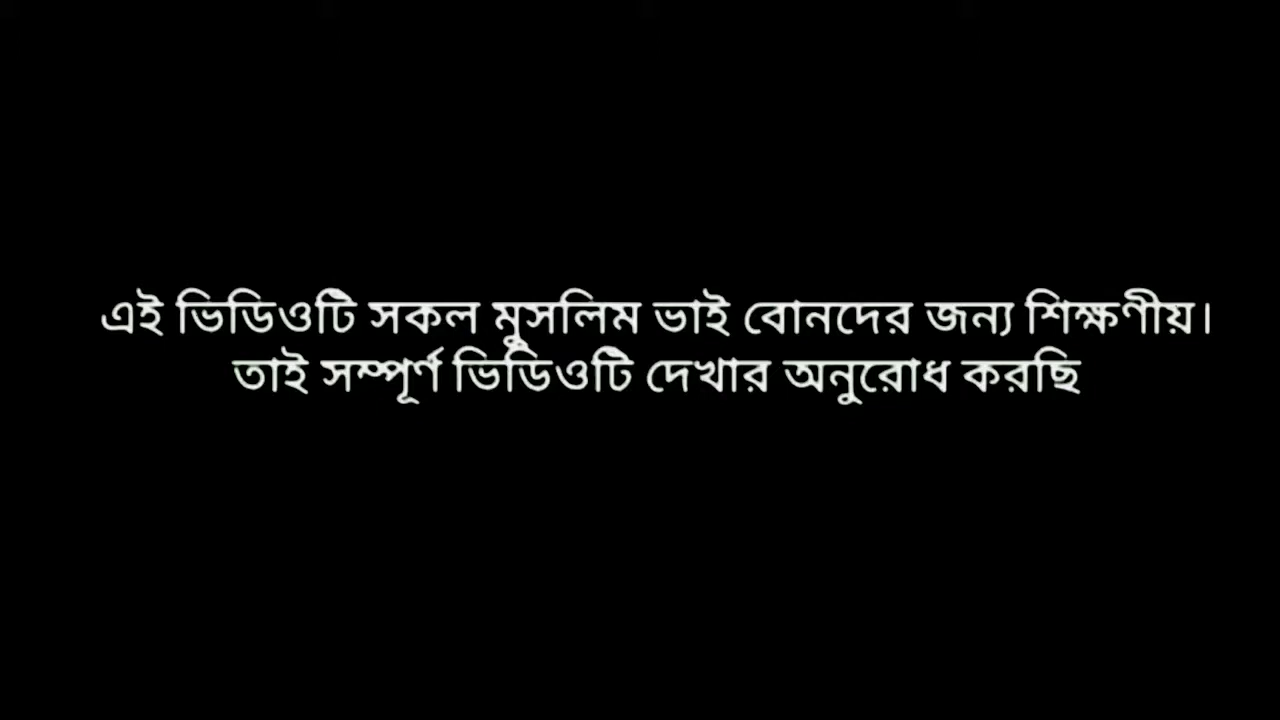 এই ভিডিওটি সকল মুসলিম ভাই বোনদের জন্য শিক্ষণীয়।
তাই সম্পূর্ণ ভিডিওটি দেখার অনুরোধ করছি